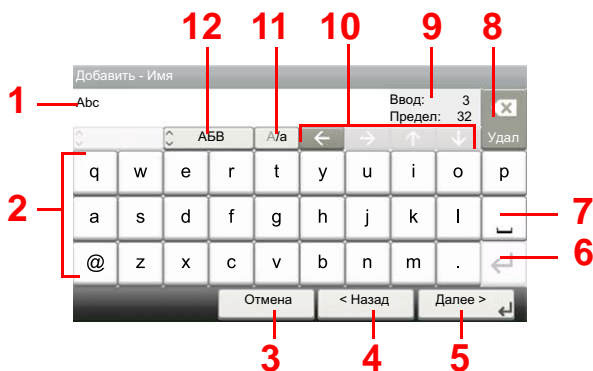 12 11 10 9 8
Добавить - Имя
1 Abc Ввод: 3
Предел: 32
АБВ A/a ← → ↑ ↓ Удал
2 q w e r t y u i o p
a s d f g h j k l 7
@ z x c v b n m . 6
Отмена < Назад Далее >
3 4 5